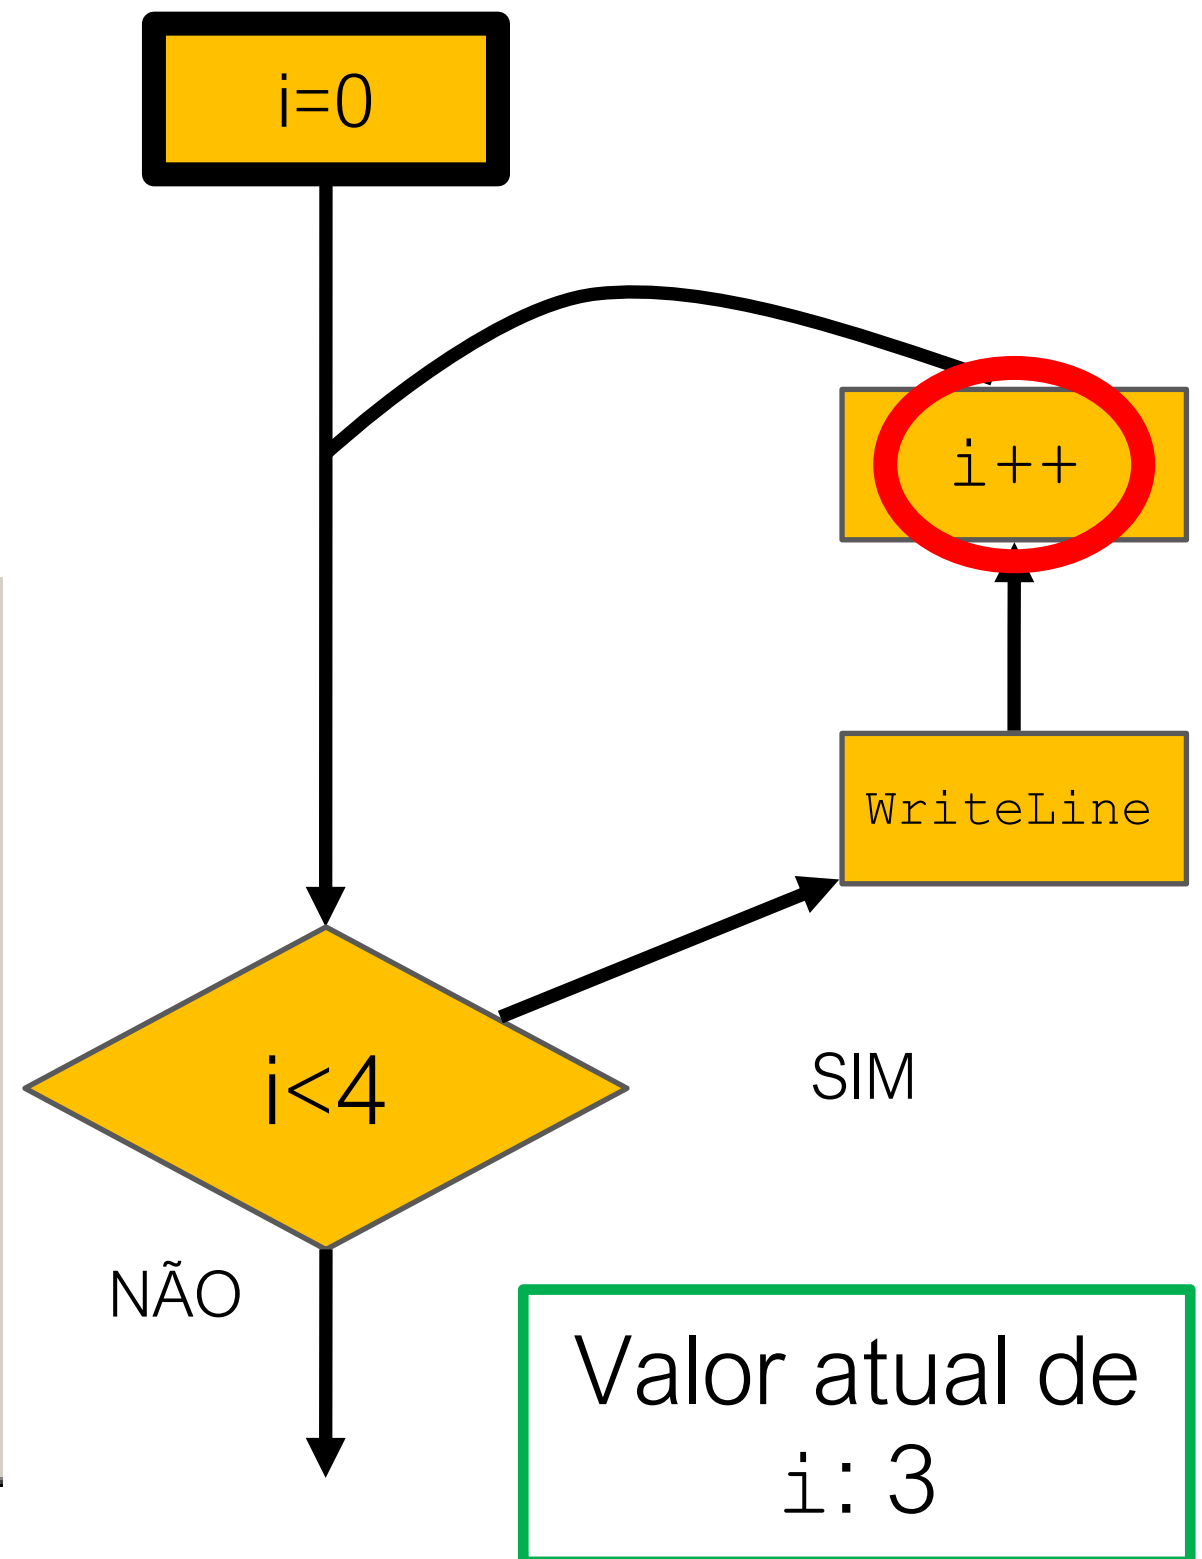 i=0
i++
WriteLine
i<4
SIM
NÃO
Valor atual de
i: 3